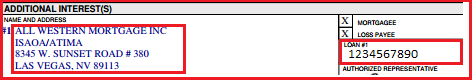 ADDITIONAL INTEREST(S)
NAME AND ADDRESS
#1 ALL WESTERN MORTGAGE INC
ISAOA/ATIMA
8345 W. SUNSET ROAD # 380
LAS VEGAS, NV 89113
X MORTGAGEE
X LOSS PAYEE
LOAN #1
1234567890
AUTHORIZED REPRESENTATIVE